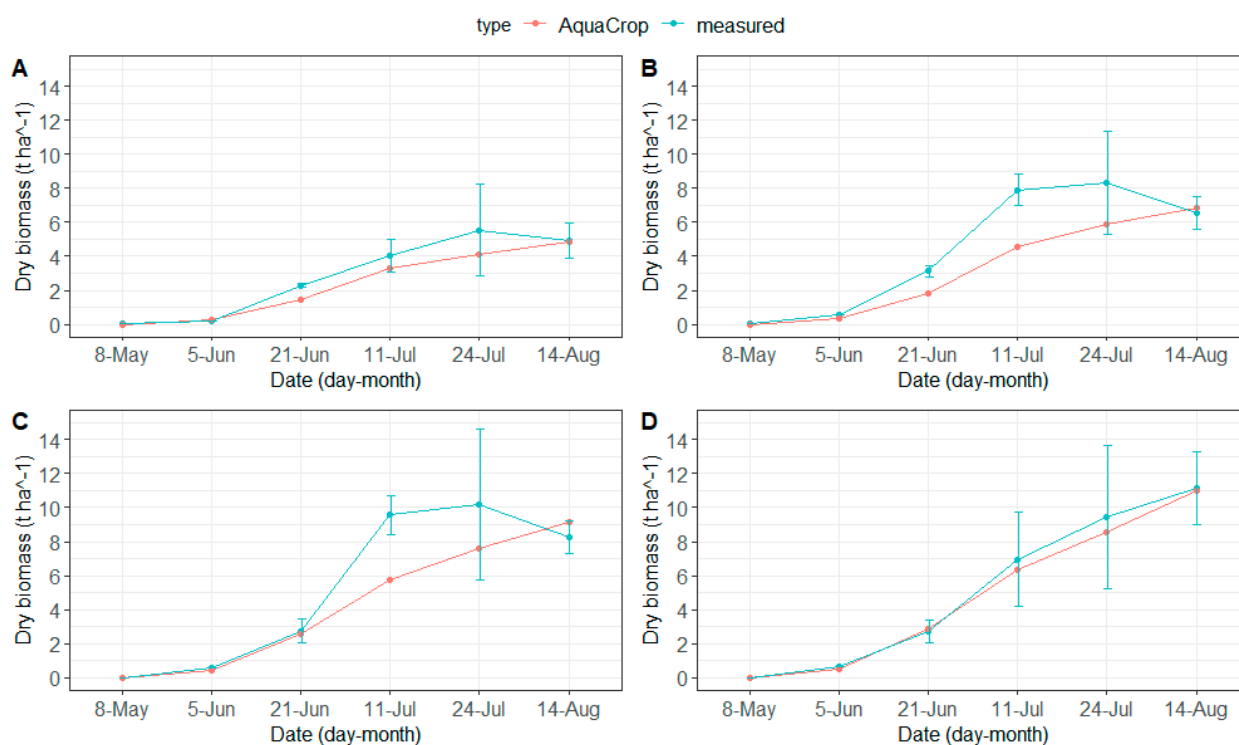 type AquaCrop measured
A
Dry biomass (t ha^-1)
14
12
10
8
6
4
2
0
8-May 5-Jun 21-Jun 11-Jul 24-Jul 14-Aug
Date (day-month)
B
Dry biomass (t ha^-1)
14
12
10
8
6
4
2
0
8-May 5-Jun 21-Jun 11-Jul 24-Jul 14-Aug
Date (day-month)
C
Dry biomass (t ha^-1)
14
12
10
8
6
4
2
0
8-May 5-Jun 21-Jun 11-Jul 24-Jul 14-Aug
Date (day-month)
D
Dry biomass (t ha^-1)
14
12
10
8
6
4
2
0
8-May 5-Jun 21-Jun 11-Jul 24-Jul 14-Aug
Date (day-month)